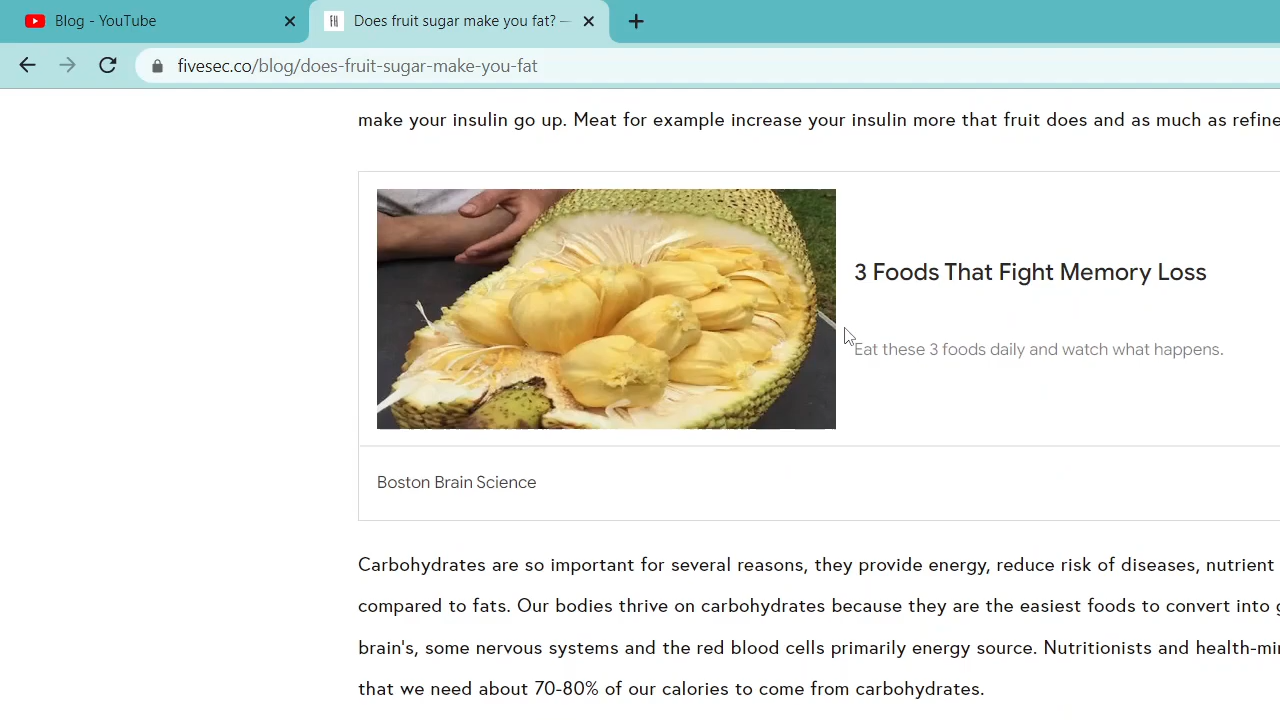 Blog - YouTube
FH Does fruit sugar make you fat? —
fivesec.co/blog/does-fruit-sugar-make-you-fat
make your insulin go up. Meat for example increase your insulin more that fruit does and as much as refine
3 Foods That Fight Memory Loss
Eat these 3 foods daily and watch what happens.
Boston Brain Science
Carbohydrates are so important for several reasons, they provide energy, reduce risk of diseases, nutrient
compared to fats. Our bodies thrive on carbohydrates because they are the easiest foods to convert into g
brain's, some nervous systems and the red blood cells primarily energy source. Nutritionists and health-mi
that we need about 70-80% of our calories to come from carbohydrates.